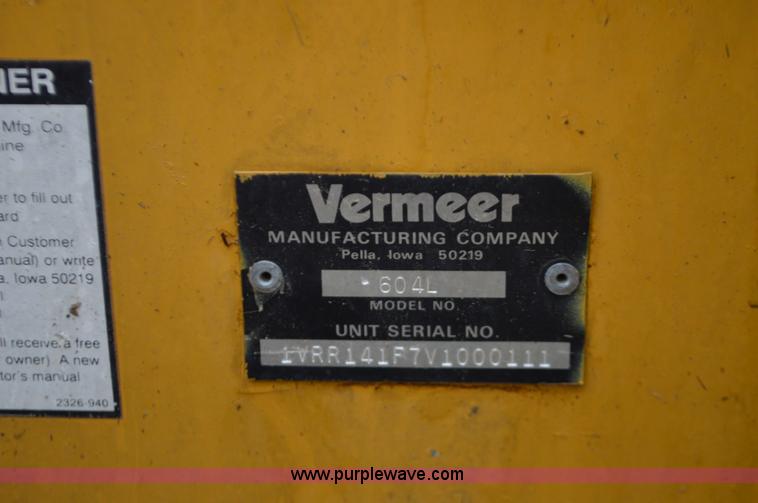 NER
Mfg. Co.
ine
er to fill out
ard
Customer
anual) or write
a, Iowa 50219
ll receive a free
owner). A new
tor's manual
2326-940
Vermeer
MANUFACTURING COMPANY
Pella, Iowa 50219
604L
MODEL NO.
UNIT SERIAL NO.
1VRR141F7V1000111
www.purplewave.com